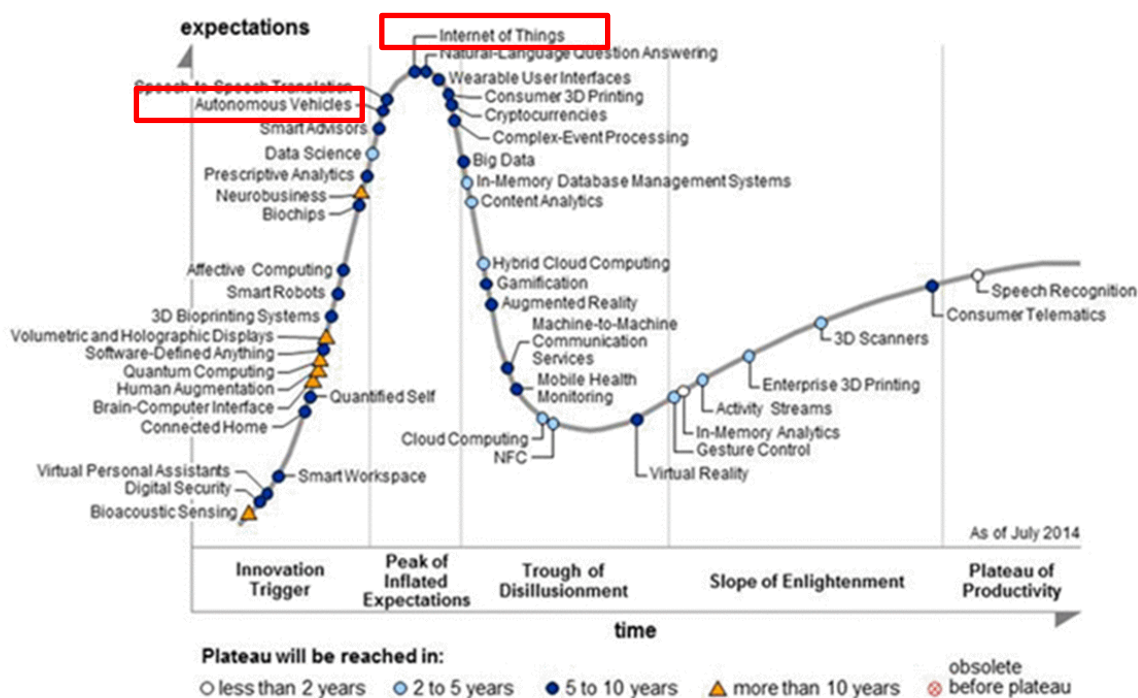 expectations
Internet of Things
Natural-Language Question Answering
Speech-to-Speech Translation
Wearable User Interfaces
Consumer 3D Printing
Autonomous Vehicles
Cryptocurrencies
Smart Advisors
Complex-Event Processing
Data Science
Big Data
Prescriptive Analytics
In-Memory Database Management Systems
Neurobusiness
Content Analytics
Biochips
Hybrid Cloud Computing
Affective Computing
Gamification
Smart Robots
Augmented Reality
3D Bioprinting Systems
Machine-to-Machine
Communication
Services
Volumetric and Holographic Displays
Software-Defined Anything
Quantum Computing
Human Augmentation
Brain-Computer Interface
Connected Home
Quantified Self
Mobile Health
Monitoring
Cloud Computing
NFC
Virtual Personal Assistants
Digital Security
Bioacoustic Sensing
Smart Workspace
Virtual Reality
Gesture Control
In-Memory Analytics
Activity Streams
Enterprise 3D Printing
3D Scanners
Consumer Telematics
Speech Recognition
As of July 2014
Innovation
Trigger
Peak of
Inflated
Expectations
Trough of
Disillusionment
Slope of Enlightenment
Plateau of
Productivity
time
Plateau will be reached in:
less than 2 years
2 to 5 years
5 to 10 years
more than 10 years
obsolete
before plateau